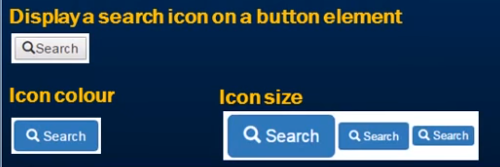 Display a search icon on a button element
Search
Icon colour
Search
Icon size
Search Search Search